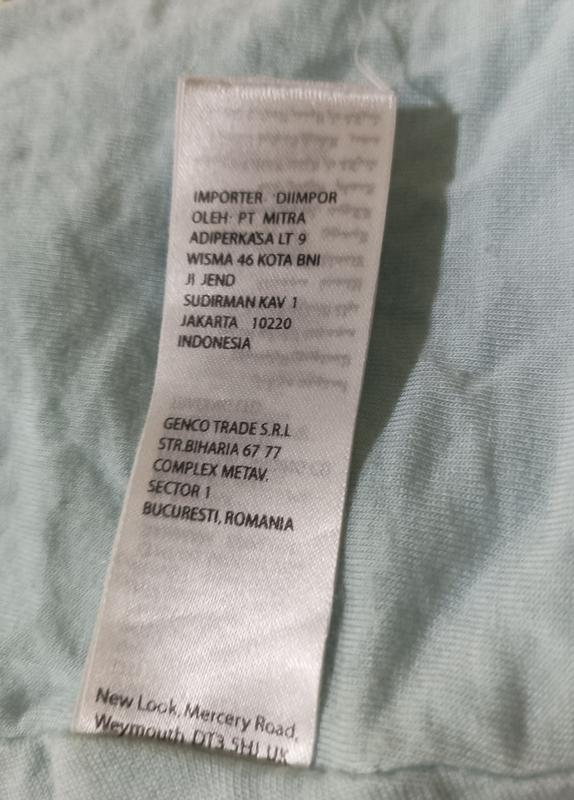 IMPORTER DIIMPOR
OLEH: PT MITRA
ADIPERKASA LT 9
WISMA 46 KOTA BNI
JI JEND
SUDIRMAN KAV 1
JAKARTA 10220
INDONESIA
GENCO TRADE S.R.L
STR.BIHARIA 67 77
COMPLEX METAV.
SECTOR 1
BUCURESTI, ROMANIA
New Look, Mercery Road,
Weymouth, DT3 5HJ, UK